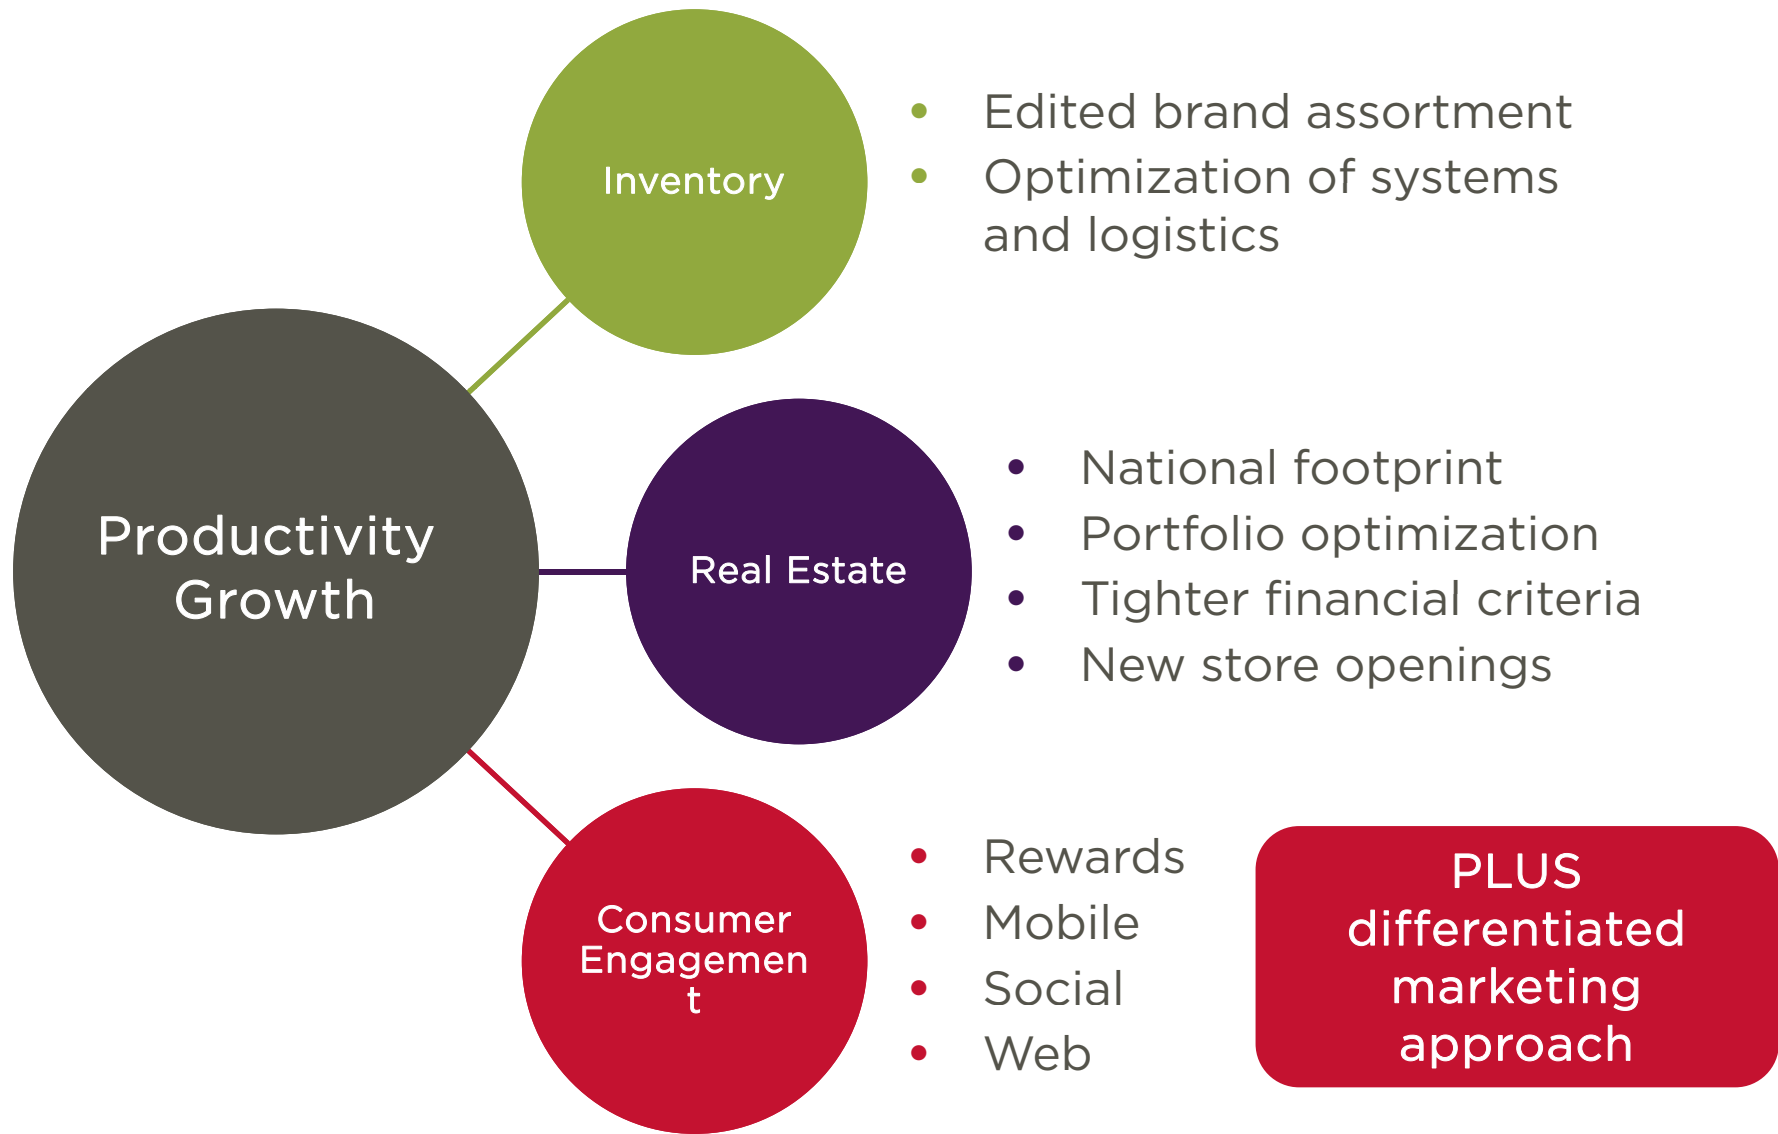 Productivity
Growth
Inventory
• Edited brand assortment
• Optimization of systems
and logistics
Real Estate
• National footprint
• Portfolio optimization
• Tighter financial criteria
• New store openings
Consumer
Engagemen
t
• Rewards
• Mobile
• Social
• Web
PLUS
differentiated
marketing
approach